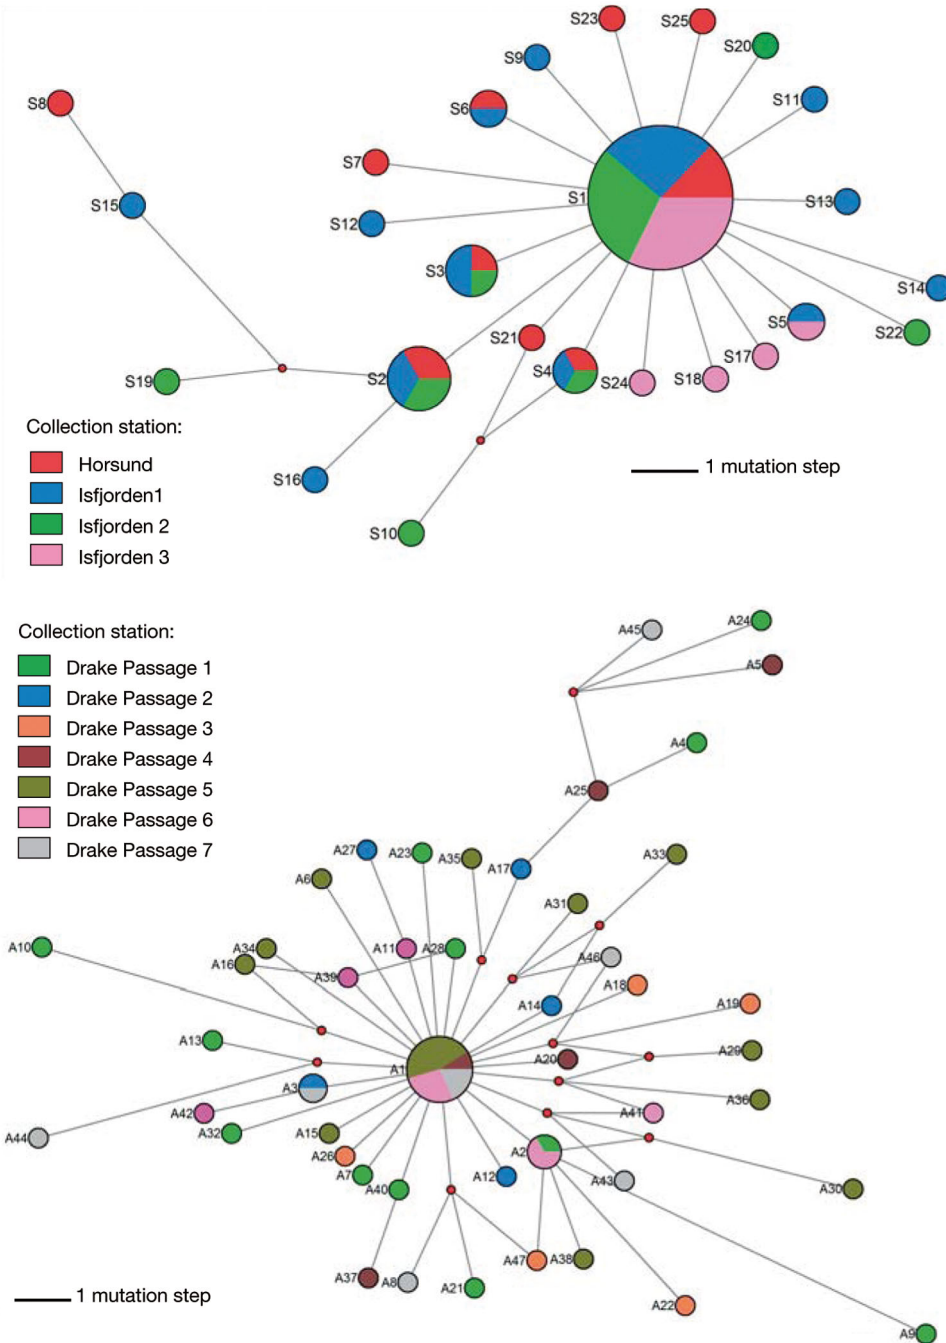 S23
S25
S20
S9
S11
S8
S6
S7
S15
S1
S13
S12
S3
S14
S5
S22
S21
S17
S2
S4
S19
S24
S18
Collection station:
Horsund
1 mutation step
Isfjorden1
S16
Isfjorden 2
S10
Isfjorden 3
Collection station:
A45
A24
Drake Passage 1
A5
Drake Passage 2
Drake Passage 3
A4
Drake Passage 4
Drake Passage 5
A25
Drake Passage 6
Drake Passage 7
A27
A23
A35
A33
A6
A17
A31
A10
A34
A11
A28
A46
A16
A39
A18
A14
A19
A13
A29
A1
A20
A3
A36
A42
A41
A44
A32
A15
A26
A2
A7
A12
A43
A40
A30
A47
A38
A37
A8
A21
1 mutation step
A22
A9